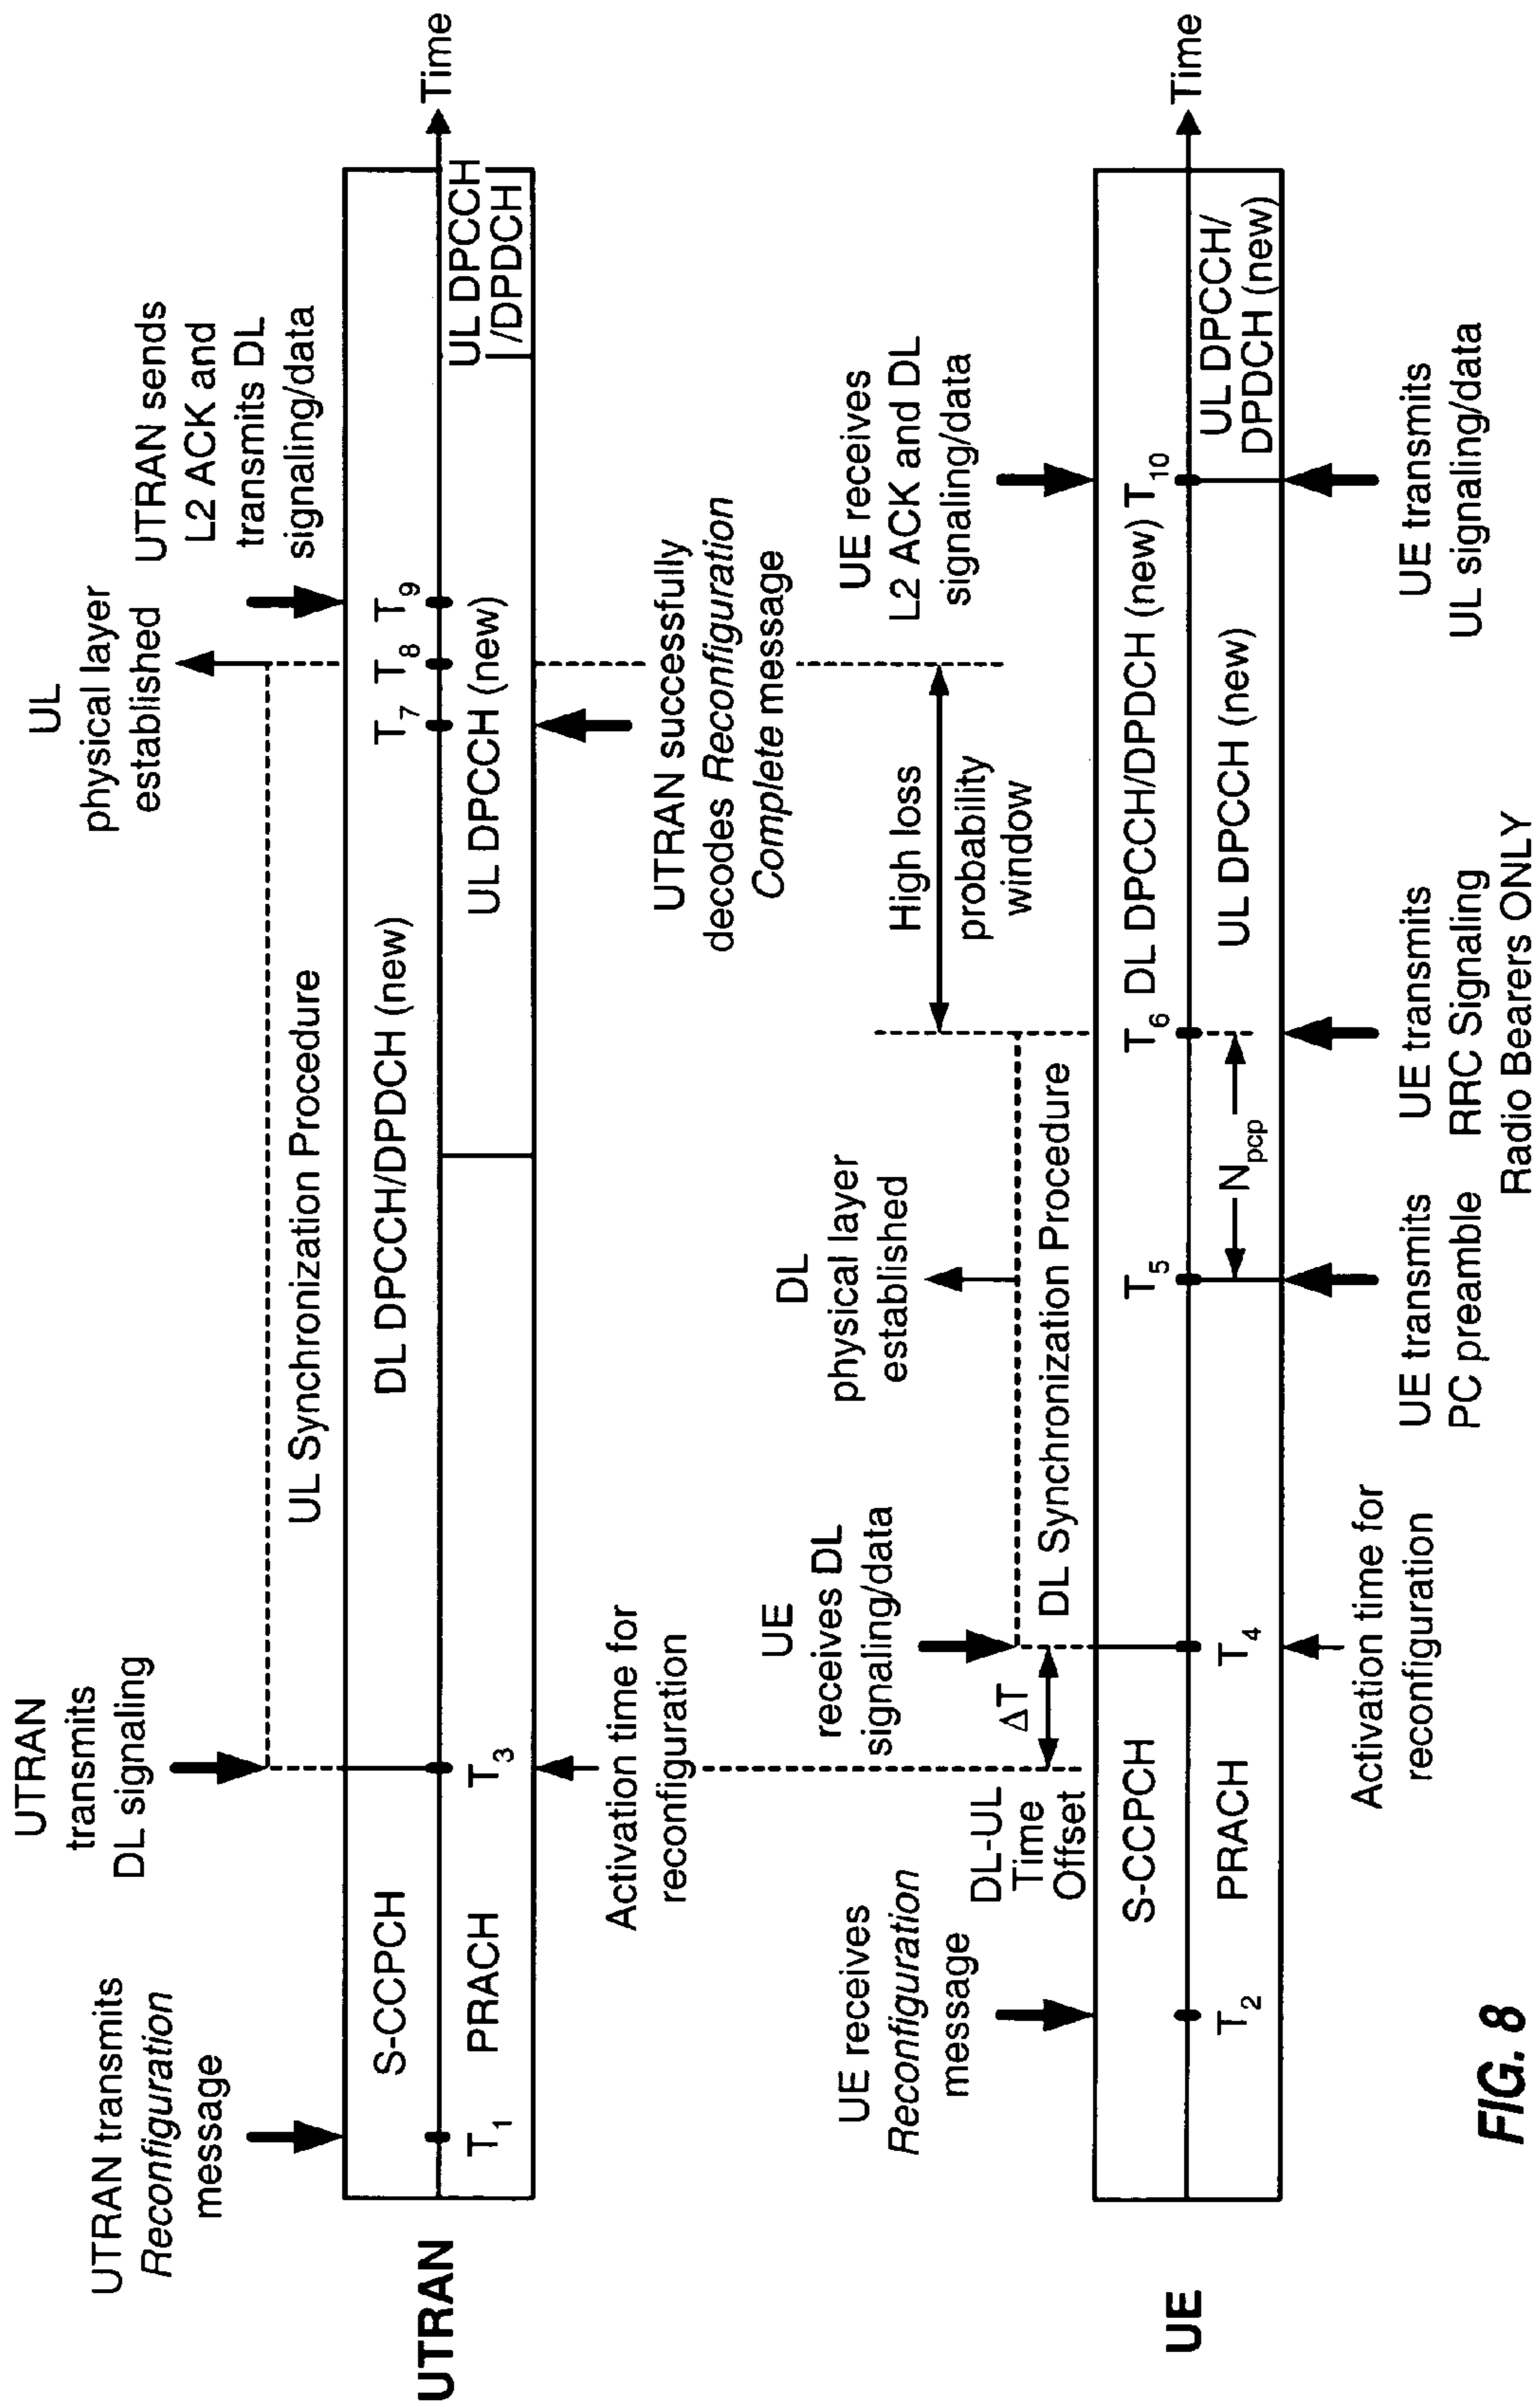 UTRAN transmits
Reconfiguration
message
UTRAN
transmits
DL signaling
UL
physical layer
established
UTRAN sends
L2 ACK and
transmits DL
signaling/data
UL Synchronization Procedure
UTRAN
S-CCPCH
DL DPCCH/DPDCH (new)
T7
T8
T9
Time
T1
PRACH
T3
UL DPCCH (new)
UL DPCCH
/DPDCH
Activation time for
reconfiguration
UTRAN successfully
decodes Reconfiguration
Complete message
UE receives
Reconfiguration
message
DL-UL
Time
Offset
ΔT
UE
receives DL
signaling/data
DL
physical layer
established
DL Synchronization Procedure
High loss
probability
window
UE receives
L2 ACK and DL
signaling/data
UE
S-CCPCH
T5
T6
DL DPCCH/DPDCH (new)
T10
Time
T2
PRACH
T4
Npcp
UL DPCCH (new)
UL DPCCH/
DPDCH (new)
Activation time for
reconfiguration
UE transmits
PC preamble
UE transmits
RRC Signaling
Radio Bearers ONLY
UE transmits
UL signaling/data
FIG. 8